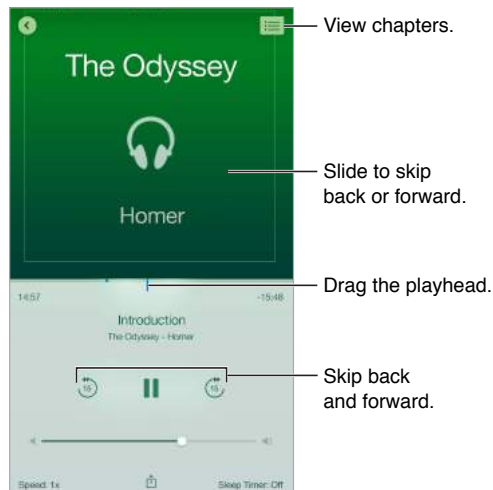 View chapters.
The Odyssey
Slide to skip
back or forward.
Homer
Drag the playhead.
14:57
-15:48
Introduction
The Odyssey - Homer
Skip back
and forward.
15
15
Speed: 1x
Sleep Timer: Off